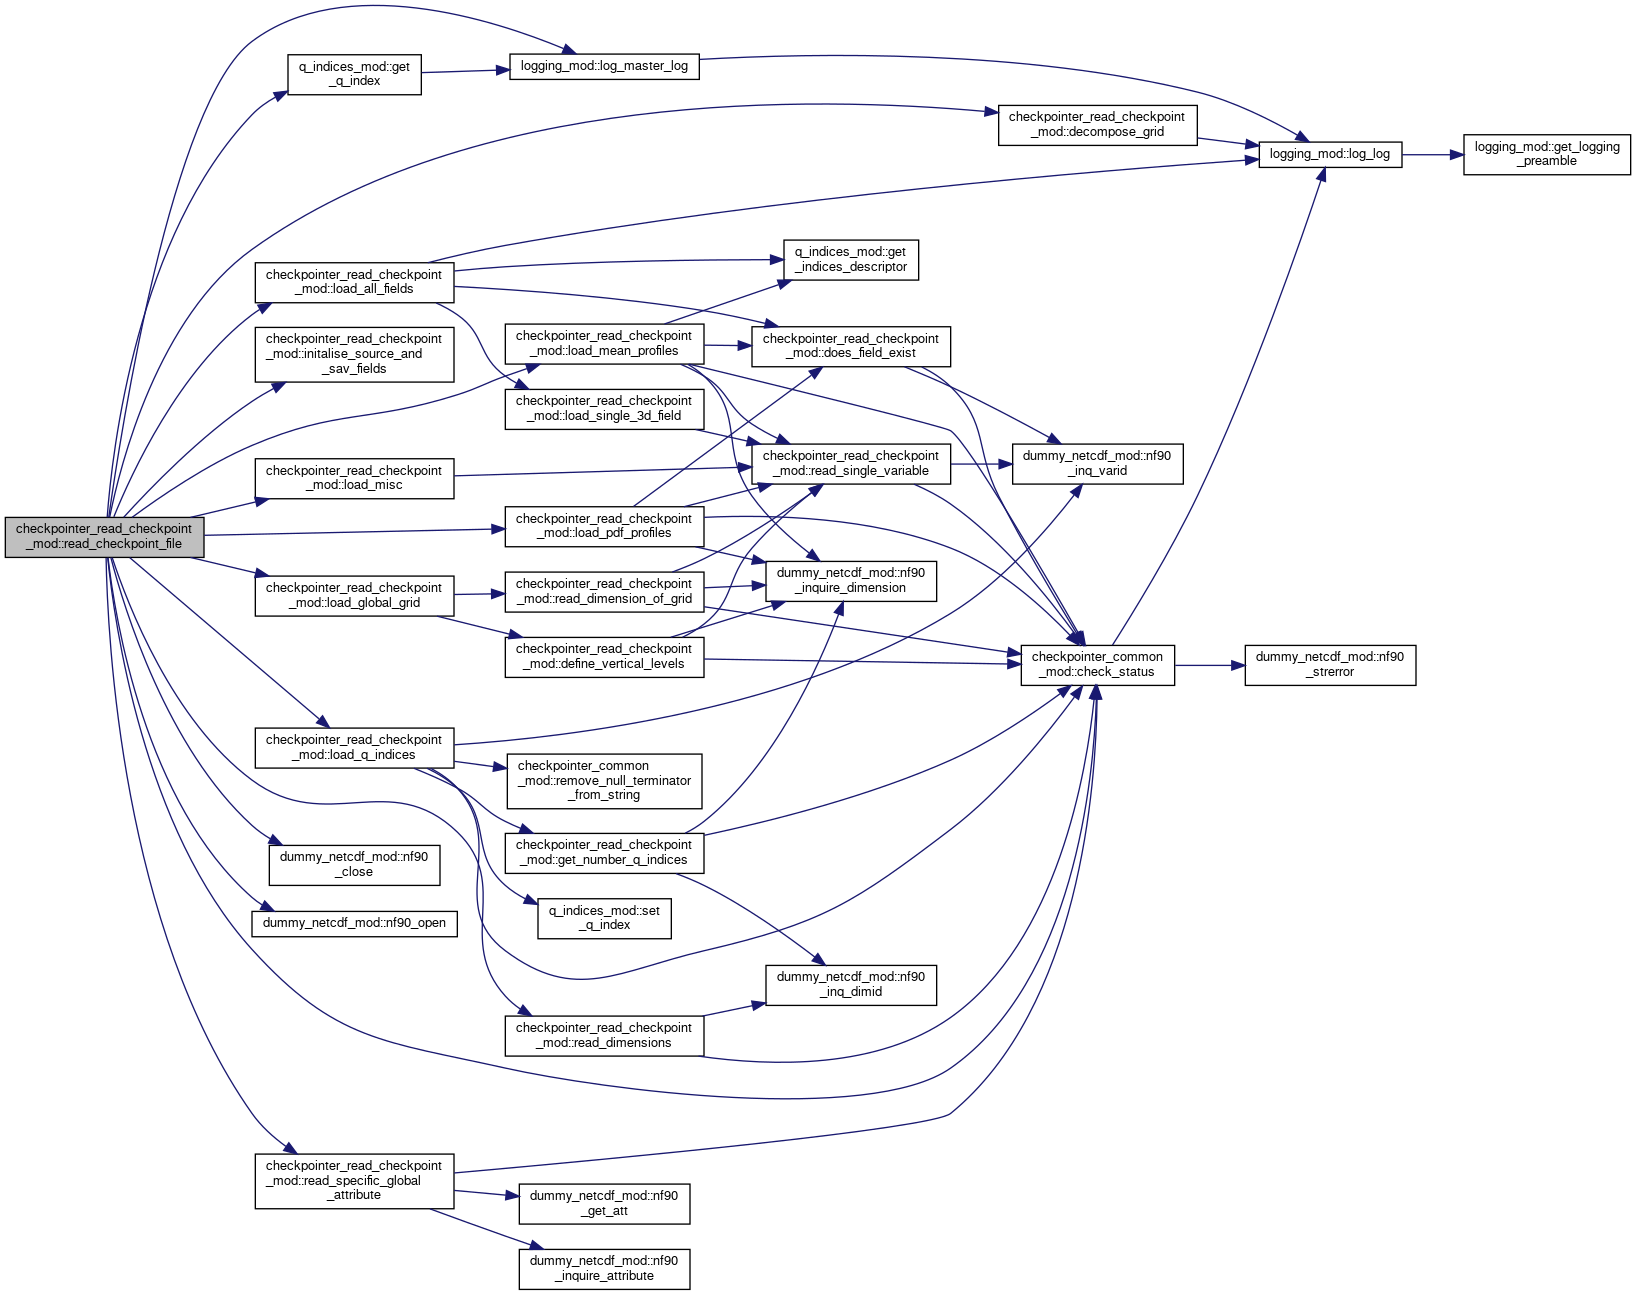 q_indices_mod::get
_q_index
logging_mod::log_master_log
checkpointer_read_checkpoint
_mod::decompose_grid
logging_mod::log_log
logging_mod::get_logging
_preamble
q_indices_mod::get
_indices_descriptor
checkpointer_read_checkpoint
_mod::load_all_fields
checkpointer_read_checkpoint
_mod::initalise_source_and
_sav_fields
checkpointer_read_checkpoint
_mod::load_mean_profiles
checkpointer_read_checkpoint
_mod::does_field_exist
checkpointer_read_checkpoint
_mod::load_single_3d_field
checkpointer_read_checkpoint
_mod::load_misc
checkpointer_read_checkpoint
_mod::read_single_variable
dummy_netcdf_mod::nf90
_inq_varid
checkpointer_read_checkpoint
_mod::read_checkpoint_file
checkpointer_read_checkpoint
_mod::load_pdf_profiles
checkpointer_read_checkpoint
_mod::load_global_grid
checkpointer_read_checkpoint
_mod::read_dimension_of_grid
dummy_netcdf_mod::nf90
_inquire_dimension
checkpointer_read_checkpoint
_mod::define_vertical_levels
checkpointer_common
_mod::check_status
dummy_netcdf_mod::nf90
_strerror
checkpointer_read_checkpoint
_mod::load_q_indices
checkpointer_common
_mod::remove_null_terminator
_from_string
checkpointer_read_checkpoint
_mod::get_number_q_indices
dummy_netcdf_mod::nf90
_close
q_indices_mod::set
_q_index
dummy_netcdf_mod::nf90_open
dummy_netcdf_mod::nf90
_inq_dimid
checkpointer_read_checkpoint
_mod::read_dimensions
checkpointer_read_checkpoint
_mod::read_specific_global
_attribute
dummy_netcdf_mod::nf90
_get_att
dummy_netcdf_mod::nf90
_inquire_attribute